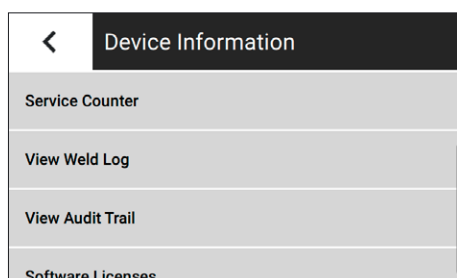 Device Information
Service Counter
View Weld Log
View Audit Trail
Software Licenses